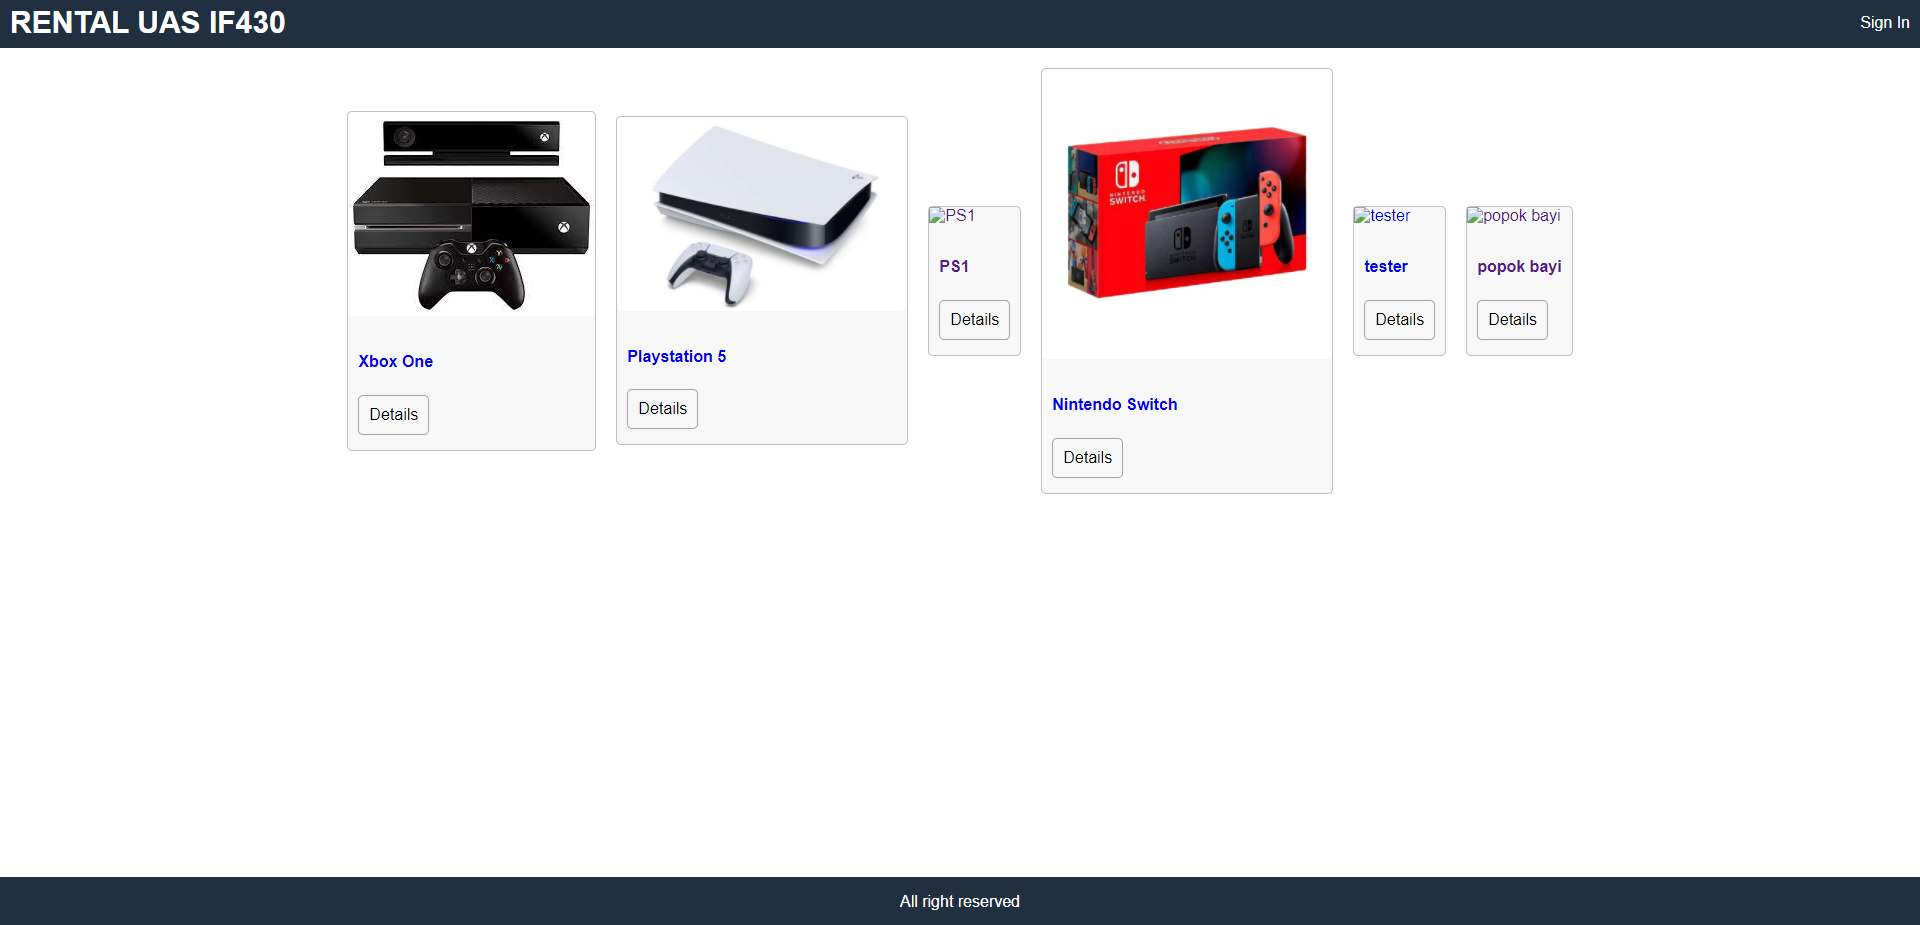 RENTAL UAS IF430
Sign In
Xbox One
Details
Playstation 5
Details
PS1
PS1
Details
NINTENDO
SWITCH
Nintendo Switch
Details
tester
tester
Details
popok bayi
popok bayi
Details
All right reserved